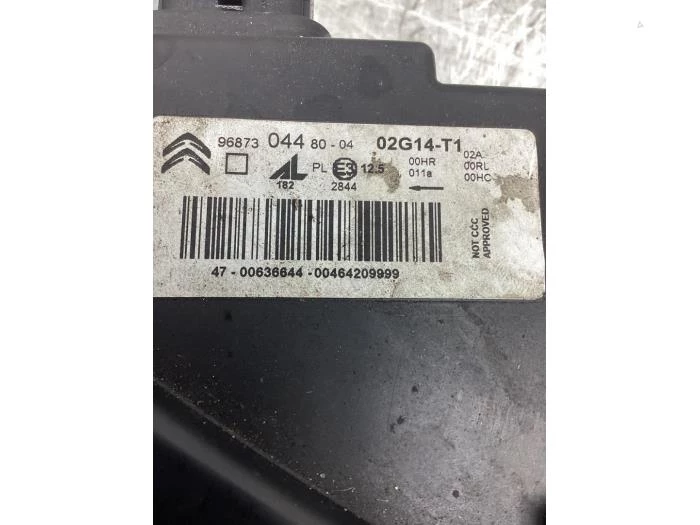 96873 044 80 - 04 02G14-T1
AL PL E3 12.5 00HR 02A
011a 00RL
182 2844 00HC
NOT CCC
APPROVED
47 - 00636644 - 00464209999